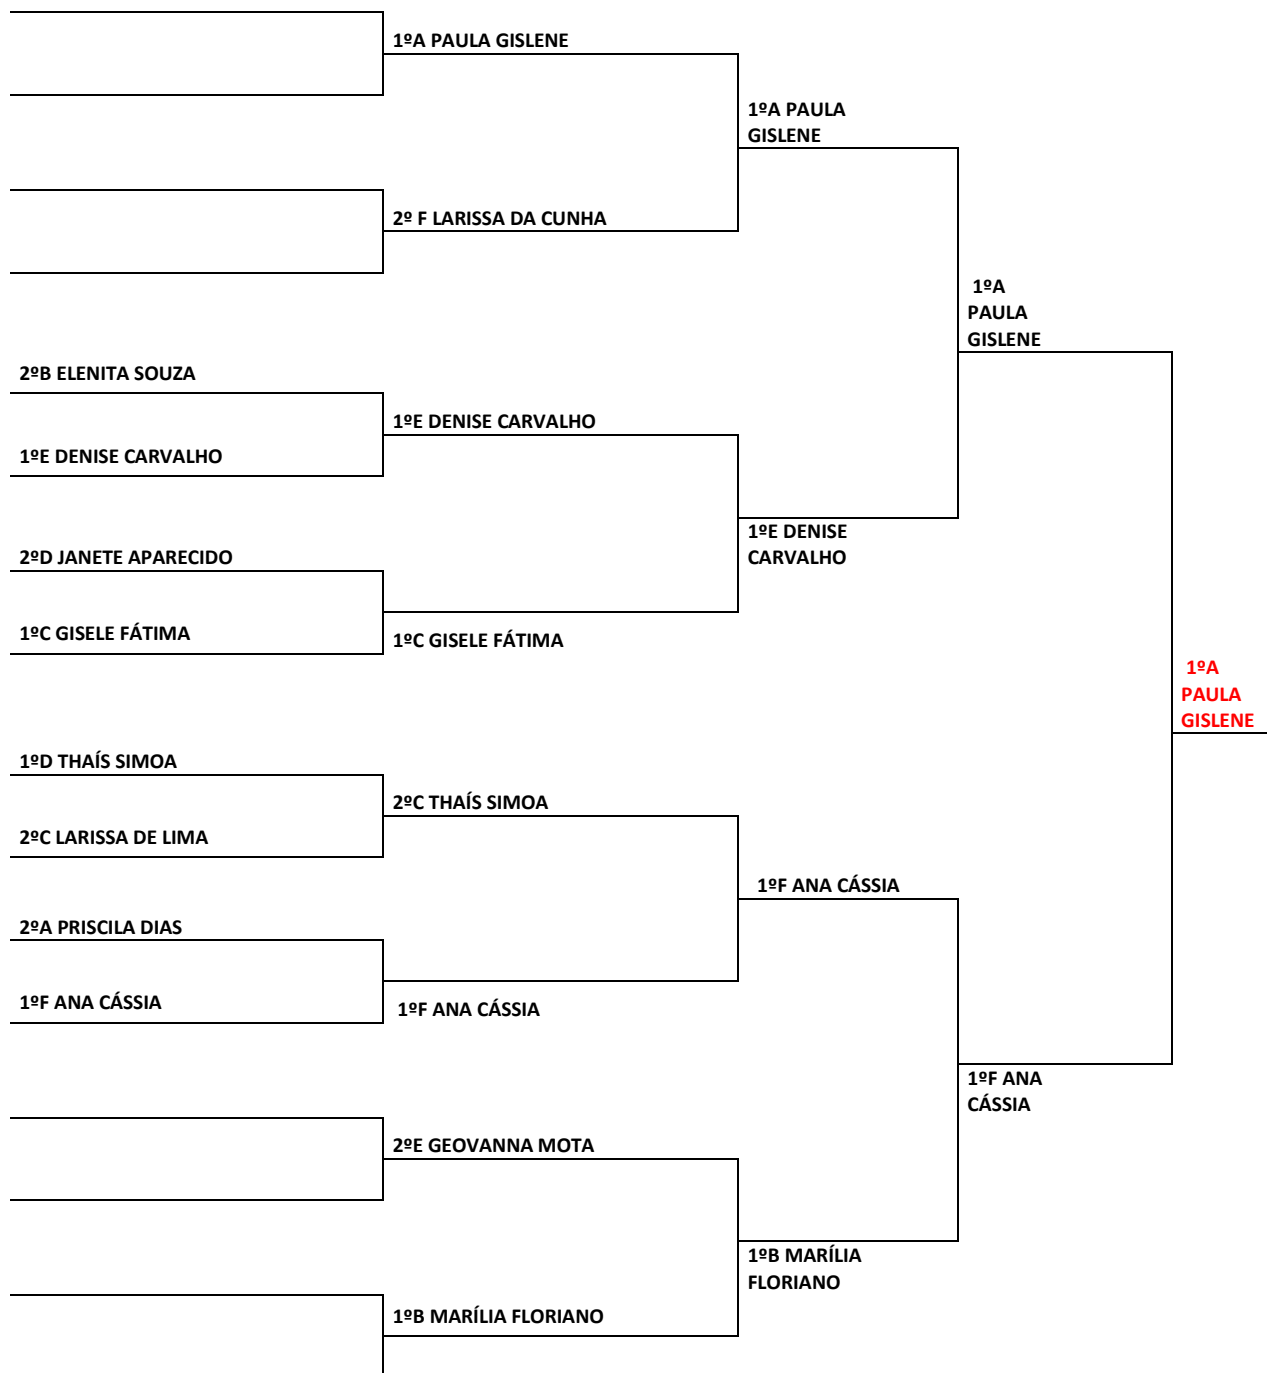 1ºA PAULA GISLENE
1ºA PAULA
GISLENE
2º F LARISSA DA CUNHA
1ºA
PAULA
GISLENE
2ºB ELENITA SOUZA
1ºE DENISE CARVALHO
1ºE DENISE CARVALHO
1ºE DENISE
CARVALHO
2ºD JANETE APARECIDO
1ºC GISELE FÁTIMA
1ºC GISELE FÁTIMA
1ºA
PAULA
GISLENE
1ºD THAÍS SIMOA
2ºC THAÍS SIMOA
2ºC LARISSA DE LIMA
1ºF ANA CÁSSIA
2ºA PRISCILA DIAS
1ºF ANA CÁSSIA
1ºF ANA CÁSSIA
1ºF ANA
CÁSSIA
2ºE GEOVANNA MOTA
1ºB MARÍLIA
FLORIANO
1ºB MARÍLIA FLORIANO